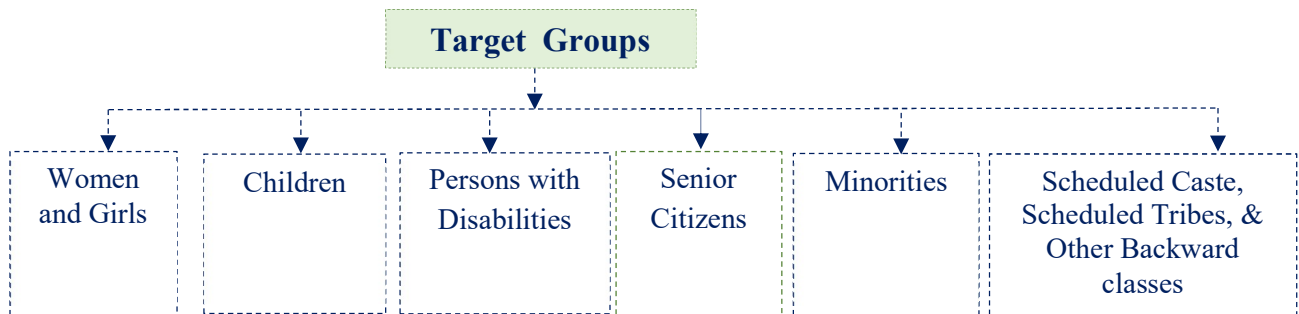 Target Groups
Women
and Girls
Children
Persons with
Disabilities
Senior
Citizens
Minorities
Scheduled Caste,
Scheduled Tribes, &
Other Backward
classes